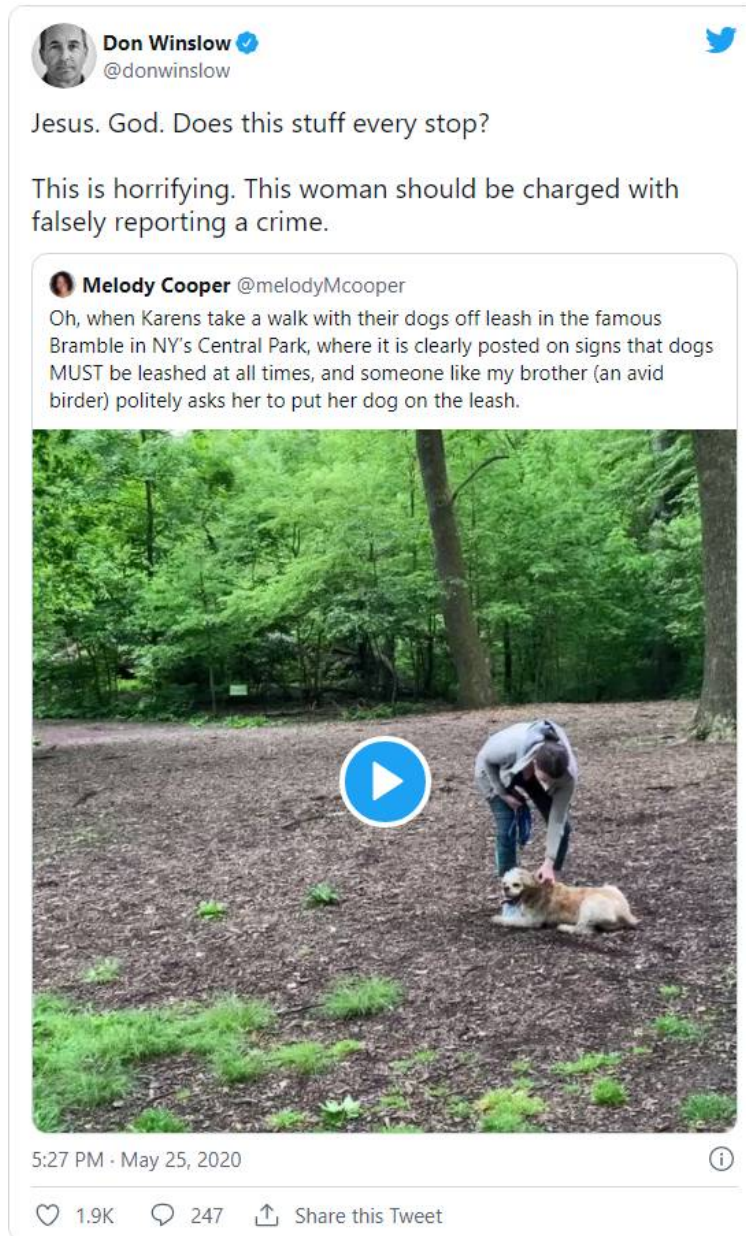 Don Winslow
@donwinslow
Jesus. God. Does this stuff every stop?
This is horrifying. This woman should be charged with
falsely reporting a crime.
Melody Cooper @melodyMcooper
Oh, when Karens take a walk with their dogs off leash in the famous
Bramble in NY's Central Park, where it is clearly posted on signs that dogs
MUST be leashed at all times, and someone like my brother (an avid
birder) politely asks her to put her dog on the leash.
5:27 PM · May 25, 2020
1.9K 247 Share this Tweet